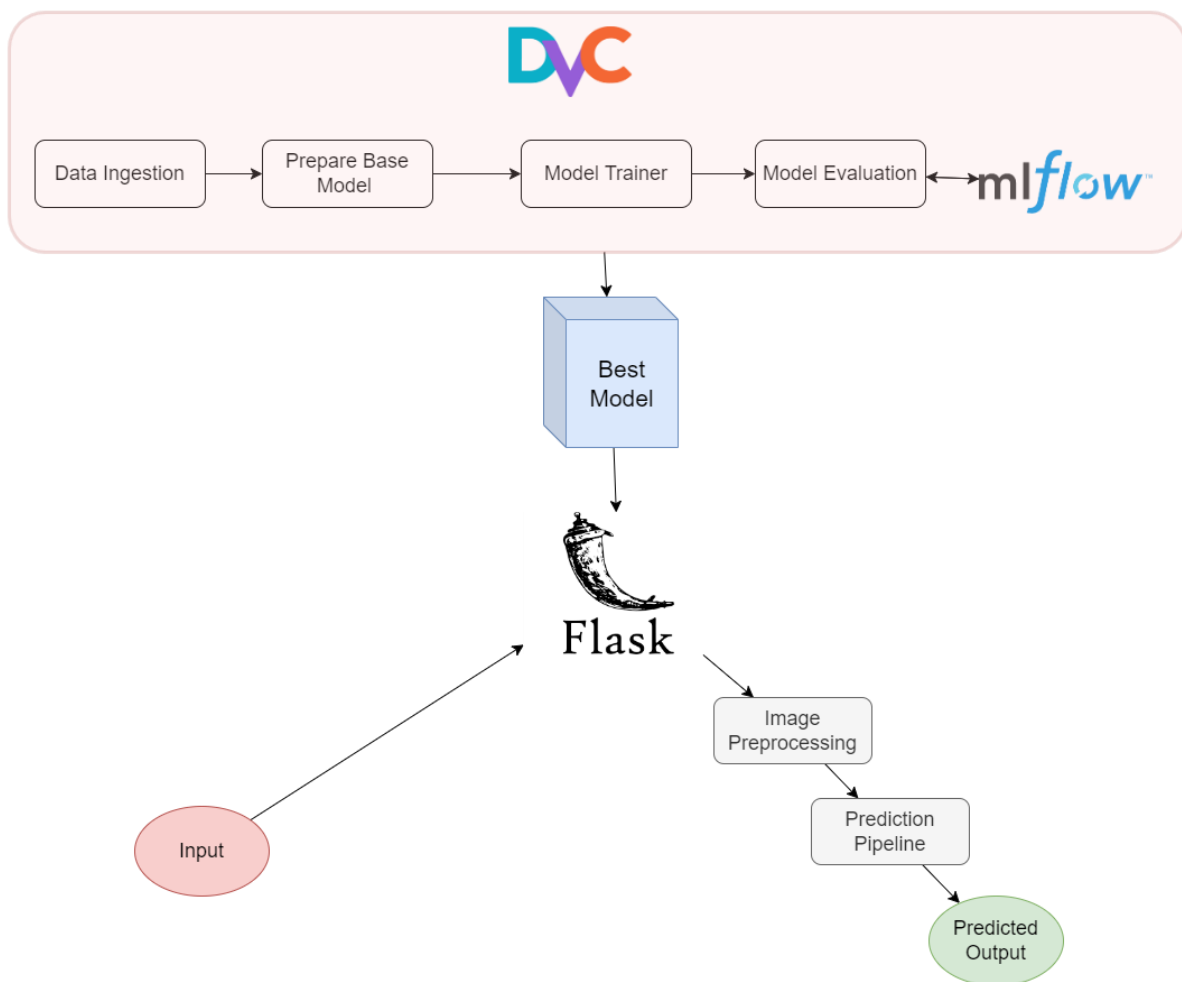 DVC
Data Ingestion
Prepare Base
Model
Model Trainer
Model Evaluation
mlflow™
Best
Model
Flask
Image
Preprocessing
Prediction
Pipeline
Input
Predicted
Output